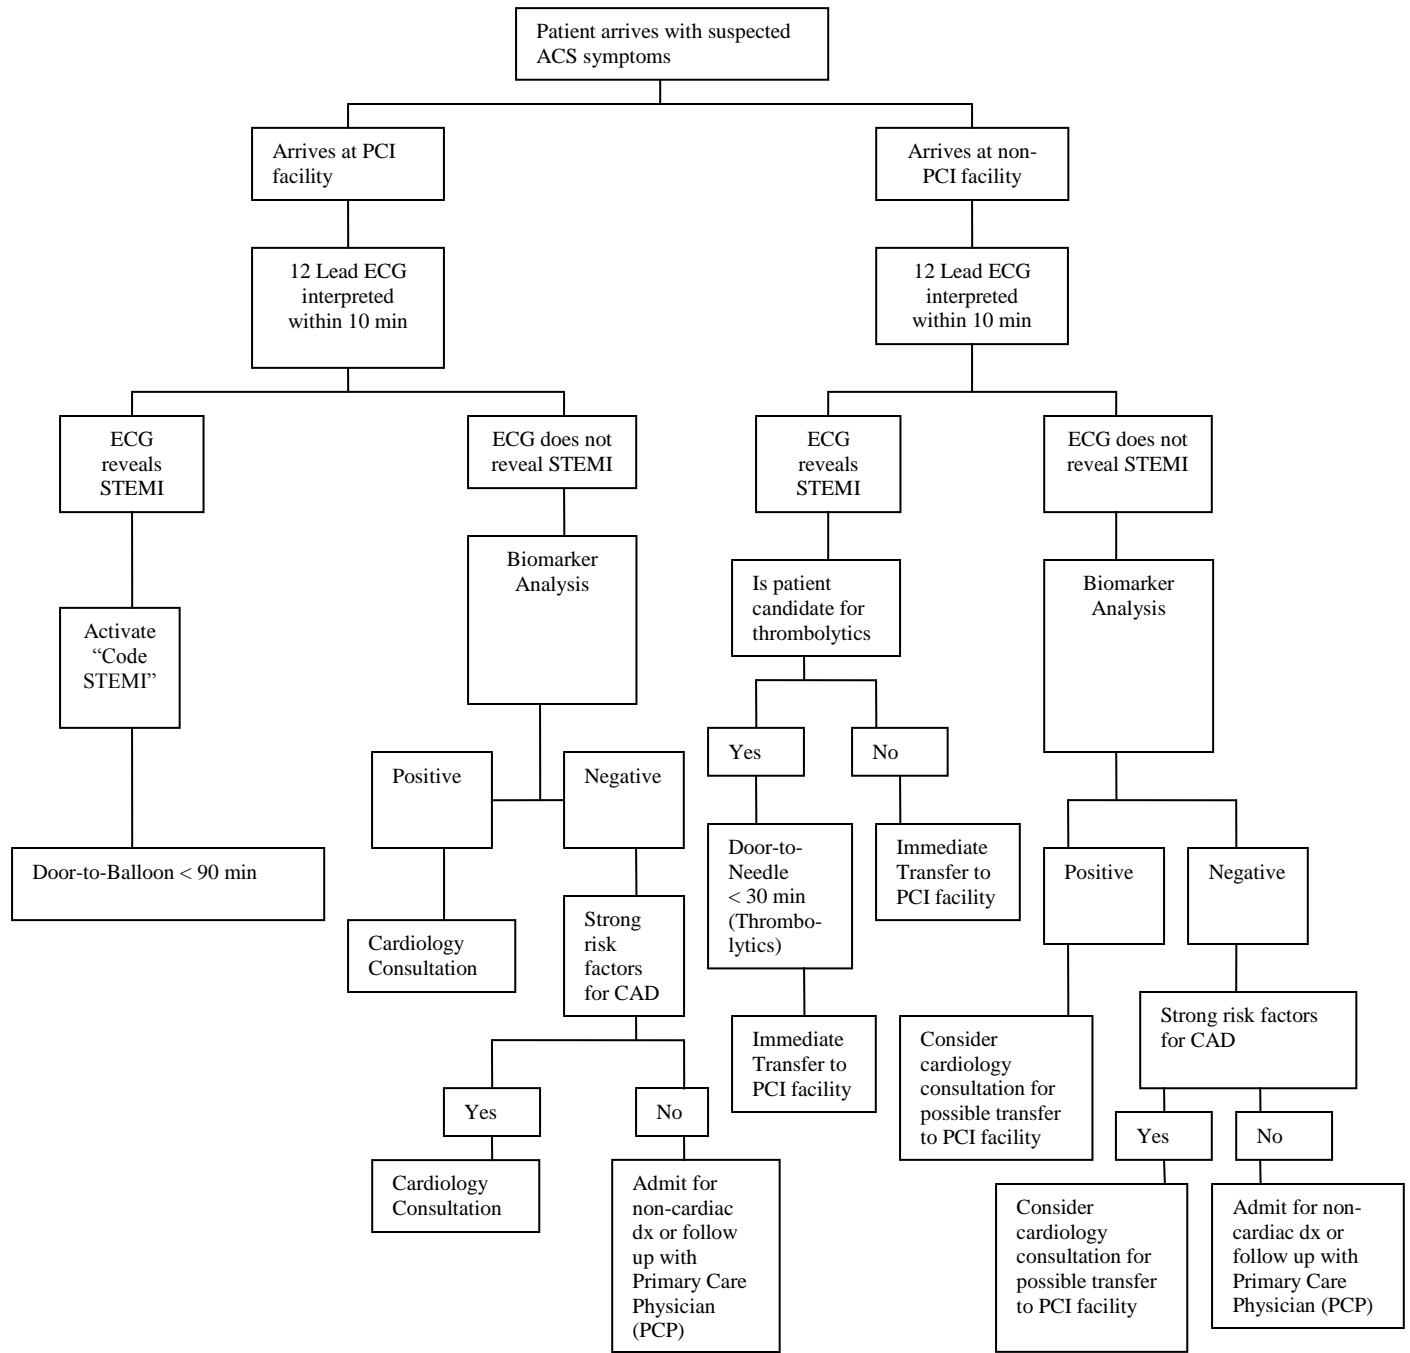 Patient arrives with suspected
ACS symptoms
Arrives at PCI
facility
Arrives at non-
PCI facility
12 Lead ECG
interpreted
within 10 min
12 Lead ECG
interpreted
within 10 min
ECG
reveals
STEMI
ECG does not
reveal STEMI
ECG
reveals
STEMI
ECG does not
reveal STEMI
Activate
“Code
STEMI”
Biomarker
Analysis
Is patient
candidate for
thrombolytics
Biomarker
Analysis
Positive
Negative
Yes
No
Door-to-Balloon < 90 min
Cardiology
Consultation
Strong
risk
factors
for CAD
Door-to-
Needle
< 30 min
(Thrombo-
lytics)
Immediate
Transfer to
PCI facility
Positive
Negative
Immediate
Transfer to
PCI facility
Consider
cardiology
consultation for
possible transfer
to PCI facility
Strong risk factors
for CAD
Yes
No
Yes
No
Cardiology
Consultation
Admit for
non-cardiac
dx or follow
up with
Primary Care
Physician
(PCP)
Consider
cardiology
consultation for
possible transfer
to PCI facility
Admit for non-
cardiac dx or
follow up with
Primary Care
Physician (PCP)